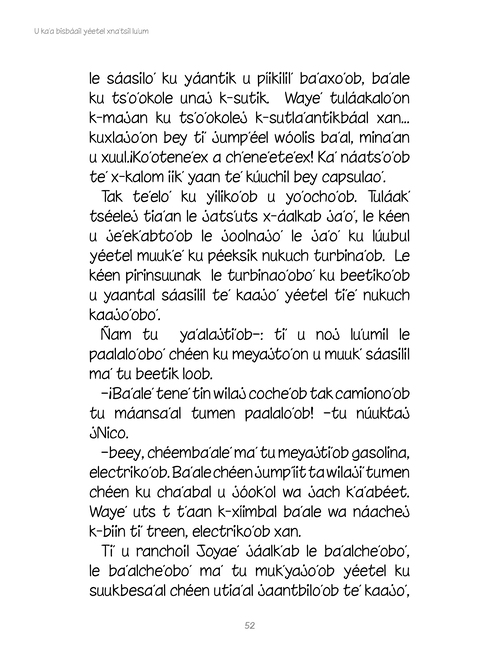 U ka'a bisbáail yéetel xna'tsil lu'um
le sáasilo' ku yáantik u píikilil' ba'axo'ob, ba'ale
ku ts'o'okole unaj k-sutik. Waye' tuláakalo'on
k-majan ku ts'o'okolej k-sutla'antikbáal xan...
kuxlajo'on bey ti' jump'éel wóolis ba'al, mina'an
u xuul.¡Ko'otene'ex a ch'ene'ete'ex! Ka' náats'o'ob
te' x-kalom iik' yaan te' kúuchil bey capsulao'.
Tak te'elo' ku yiliko'ob u yo'ocho'ob. Tuláak'
tséelej tia'an le jats'uts x-áalkab ja'o', le kéen
u je'ek'abto'ob le joolnajo' le ja'o' ku lúubul
yéetel muuk'e' ku péeksik nukuch turbina'ob. Le
kéen pirinsuunak le turbinao'obo' ku beetiko'ob
u yaantal sáasilil te' kaajo' yéetel ti'e' nukuch
kaajo'obo'.
Ñam tu ya'alajti'ob–: ti' u noj lu'umil le
paalalo'obo' chéen ku meyajto'on u muuk' sáasilil
ma' tu beetik loob.
–¡Ba'ale' tene' tin wilaj coche'ob tak camiono'ob
tu máansa'al tumen paalalo'ob! –tu núuktaj
jNico.
–beey, chéemba'ale' ma' tu meyajti'ob gasolina,
electriko'ob. Ba'ale chéen jump'íit ta wilaji' tumen
chéen ku cha'abal u jóok'ol wa jach k'a'abéet.
Waye' uts t t'aan k-xíimbal ba'ale wa náachej
k-biin ti' treen, electriko'ob xan.
Ti' u ranchoil Joyae' jáalk'ab le ba'alche'obo',
le ba'alche'obo' ma' tu muk'yajo'ob yéetel ku
suukbesa'al chéen utia'al jaantbilo'ob te' kaajo',
52